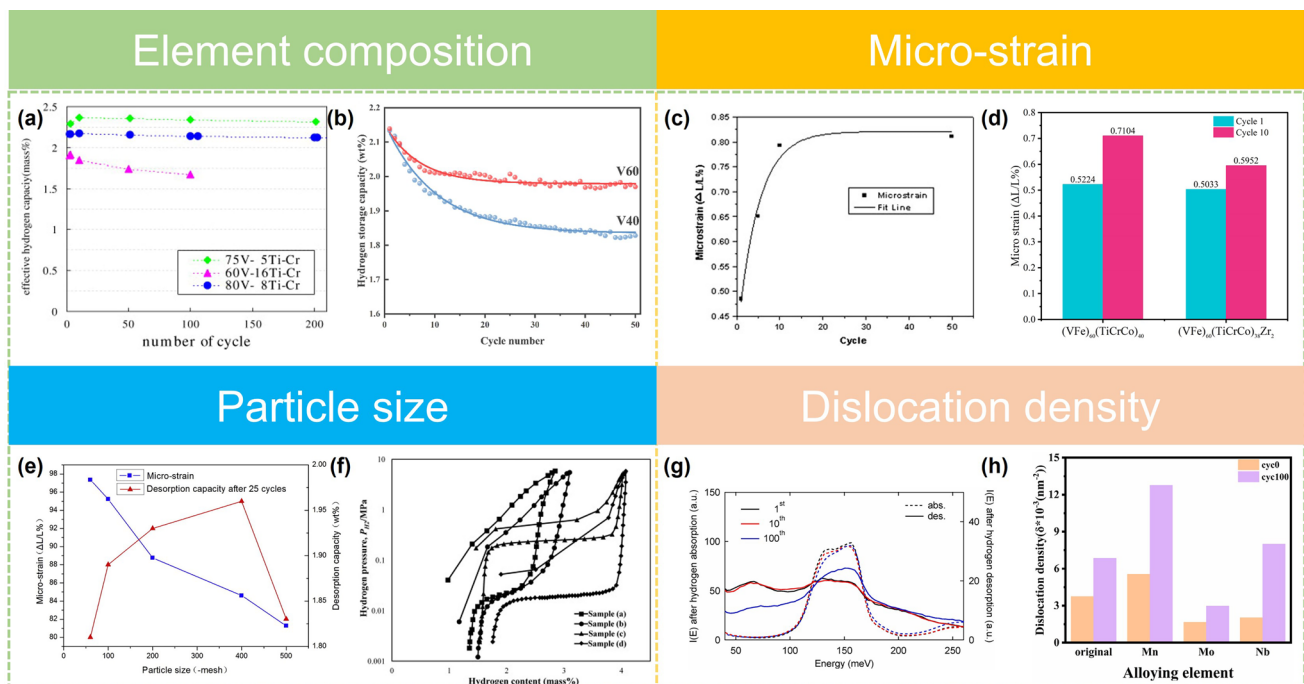 Element composition
Micro-strain
(a)
effective hydrogen capaciy(mass%)
2.5
2
1.5
1
0.5
0
0 50 100 150 200
number of cycle
75V- 5Ti-Cr
60V-16Ti-Cr
80V- 8Ti-Cr
(b)
Hydrogen storage capacity (wt%)
2.2
2.1
2.0
1.9
1.8
1.7
1.6
0 10 20 30 40 50
Cycle number
V60
V40
(c)
Microstrain (Δ L/L%)
0.85
0.80
0.75
0.70
0.65
0.60
0.55
0.50
0.45
0.40
0 10 20 30 40 50
Cycle
Microstrain
Fit Line
(d)
Micro strain (ΔL/L%)
0.8
0.7
0.6
0.5
0.4
0.3
0.2
0.1
0.0
Cycle 1
Cycle 10
0.5224
0.7104
0.5033
0.5952
(VFe)₆₀(TiCrCo)₄₀
(VFe)₆₀(TiCrCo)₃₈Zr₂
Particle size
Dislocation density
(e)
Micro-strain (ΔL/L%)
98
96
94
92
90
88
86
84
82
80
Micro-strain
Desorption capacity after 25 cycles
2.00
1.95
1.90
1.85
1.80
Desorption capacity (wt%)
0 100 200 300 400 500
Particle size (-mesh)
(f)
Hydrogen pressure, P_H2/MPa
10
1
0.1
0.01
0.001
0 1 2 3 4
Hydrogen content (mass%)
Sample (a)
Sample (b)
Sample (c)
Sample (d)
(g)
I(E) after hydrogen absorption (a.u.)
150
100
50
0
1st
10th
100th
abs.
des.
40
20
0
I(E) after hydrogen desorption (a.u.)
50 100 150 200 250
Energy (meV)
(h)
Dislocation density(δ*10⁻³(nm⁻²))
15
12
9
6
3
0
cyc0
cyc100
original Mn Mo Nb
Alloying element